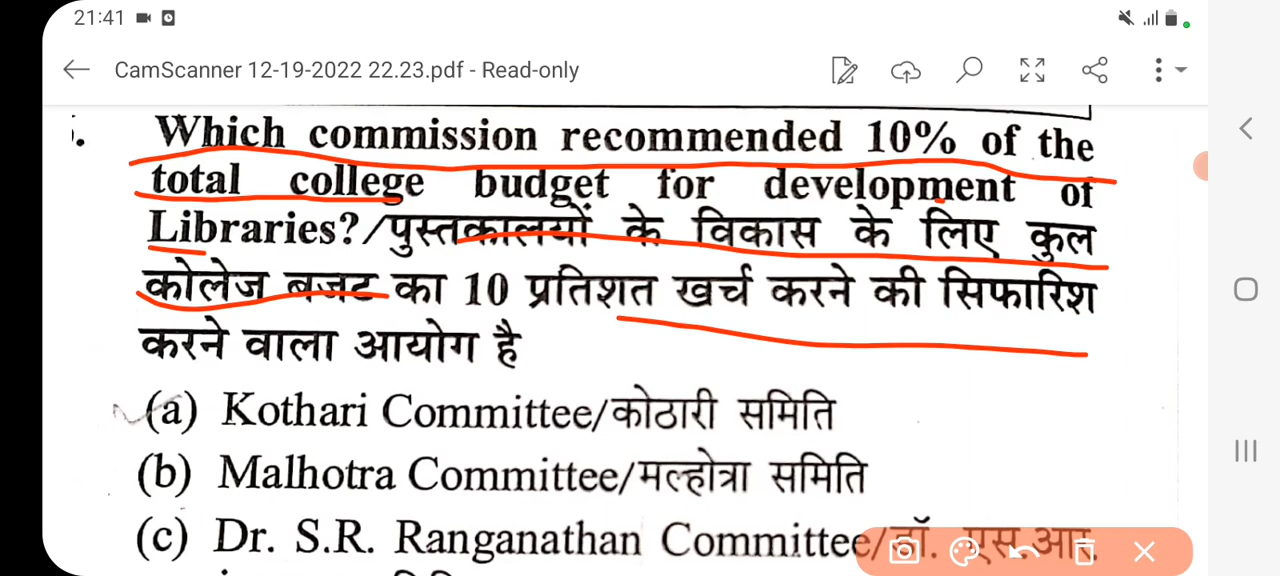 21:41
CamScanner 12-19-2022 22.23.pdf - Read-only
Which commission recommended 10% of the
total college budget for development of
Libraries?/पुस्तकालयों के विकास के लिए कुल
कोलेज बजट का 10 प्रतिशत खर्च करने की सिफारिश
करने वाला आयोग है
(a) Kothari Committee/कोठारी समिति
(b) Malhotra Committee/मल्होत्रा समिति
(c) Dr. S.R. Ranganathan Committee/डॉ. एस.आर.